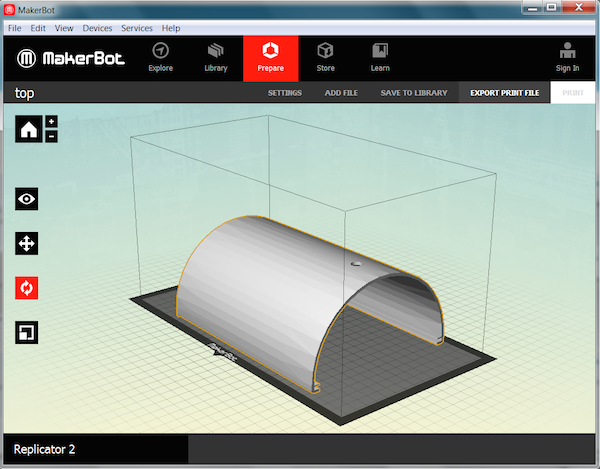 MakerBot
File Edit View Devices Services Help
MakerBot
Explore Library Prepare Store Learn Sign In
top SETTINGS ADD FILE SAVE TO LIBRARY EXPORT PRINT FILE PRINT
MakerBot
Replicator 2